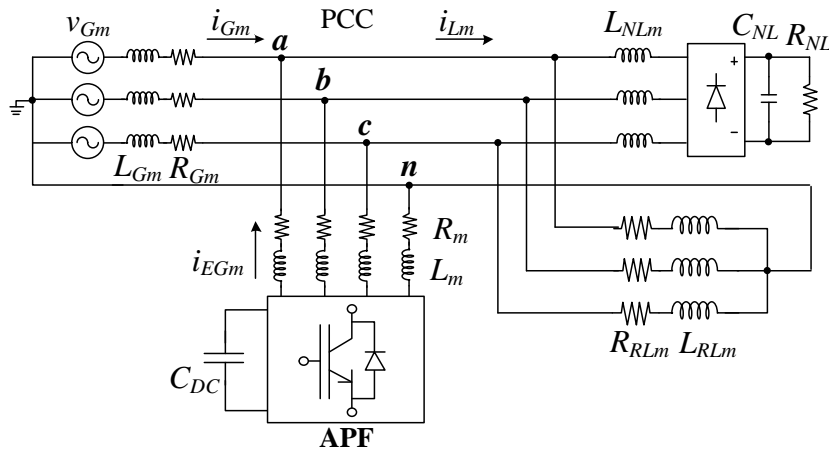 v_Gm
i_Gm
PCC
i_Lm
L_NLm
C_NL
R_NL
a
b
c
n
+
−
L_Gm
R_Gm
i_EGm
R_m
L_m
R_RLm
L_RLm
C_DC
APF